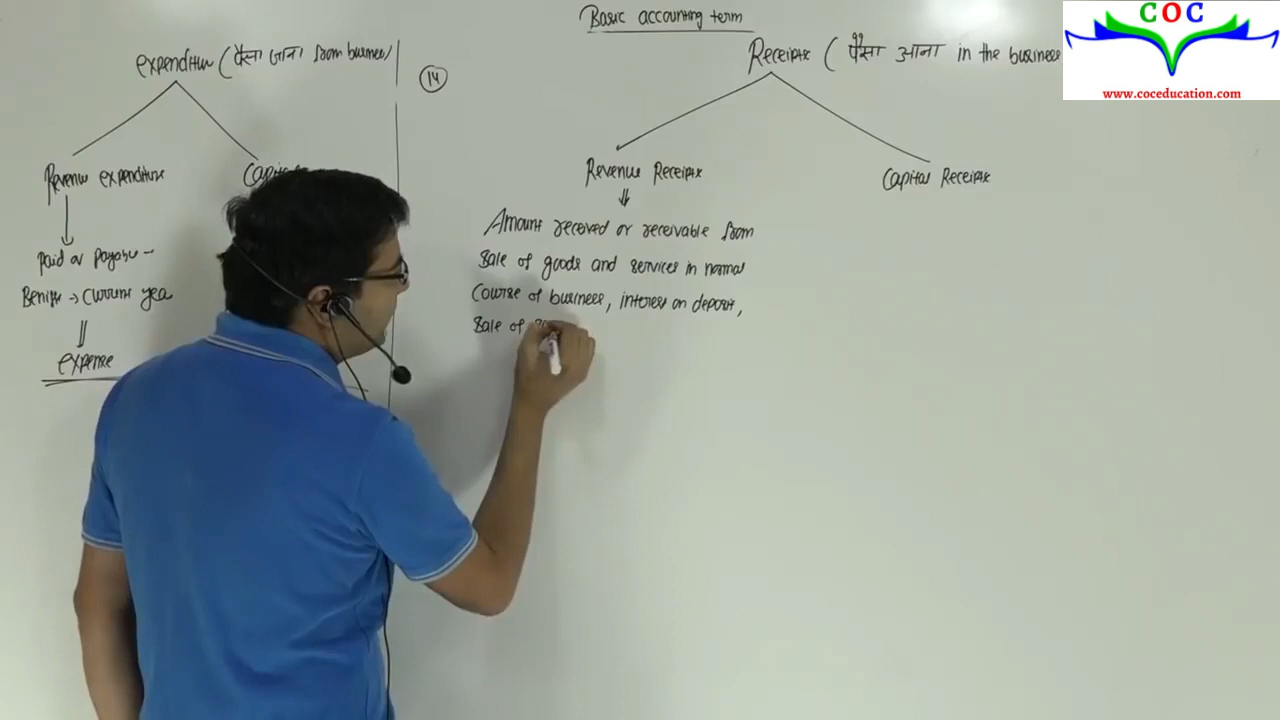 Basic accounting term
COC
www.coceducation.com
expenditure (पैसा जाना from business)
14
Receipts ( पैसा आना in the business
Revenue expenditure
Revenue Receipts
Capital Receipts
Paid or payable -
Amount received or receivable from
Sale of goods and services in normal
Course of business, interest on deposit,
Sale of
→ Current yea
expense